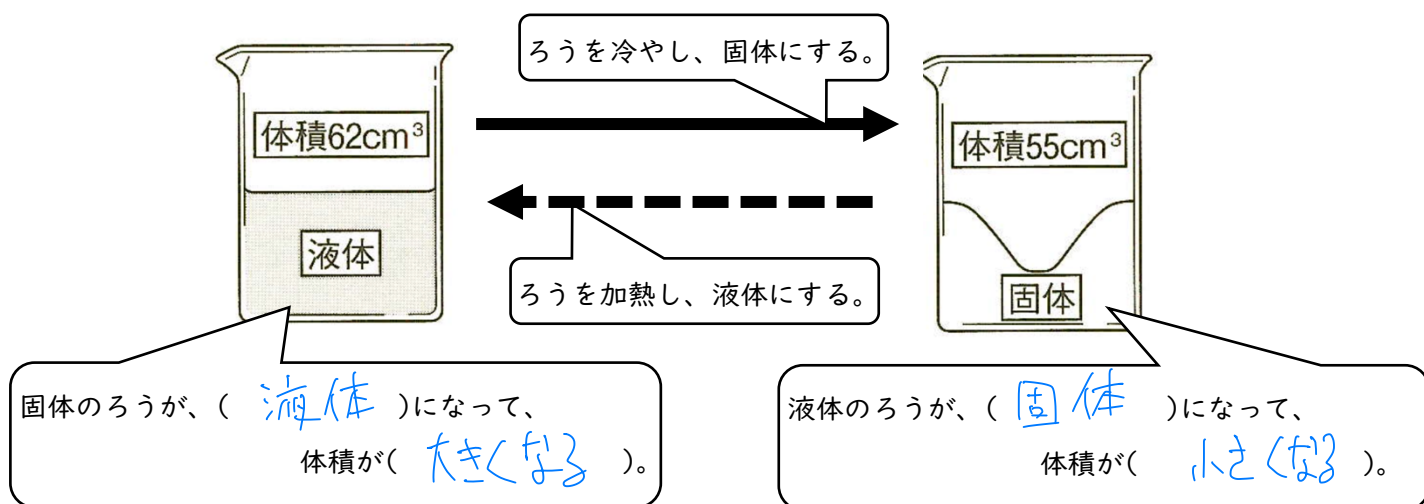 ろうを冷やし、固体にする。
体積62cm³
体積55cm³
液体
ろうを加熱し、液体にする。
固体
固体のろうが、( 液体 )になって、
体積が( 大きくなる )。
液体のろうが、( 固体 )になって、
体積が( 小さくなる )。